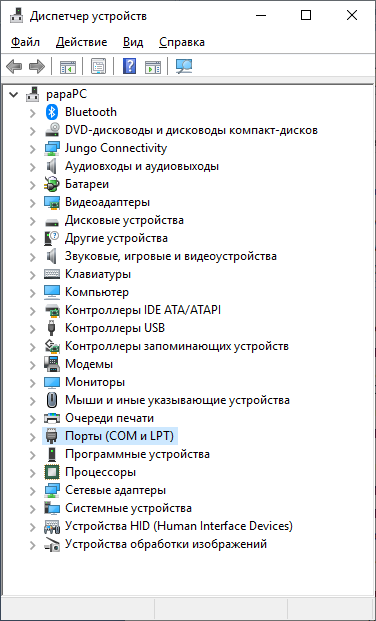 Диспетчер устройств
Файл Действие Вид Справка
papaPC
Bluetooth
DVD-дисководы и дисководы компакт-дисков
Jungo Connectivity
Аудиовходы и аудиовыходы
Батареи
Видеоадаптеры
Дисковые устройства
Другие устройства
Звуковые, игровые и видеоустройства
Клавиатуры
Компьютер
Контроллеры IDE ATA/ATAPI
Контроллеры USB
Контроллеры запоминающих устройств
Модемы
Мониторы
Мыши и иные указывающие устройства
Очереди печати
Порты (COM и LPT)
Программные устройства
Процессоры
Сетевые адаптеры
Системные устройства
Устройства HID (Human Interface Devices)
Устройства обработки изображений